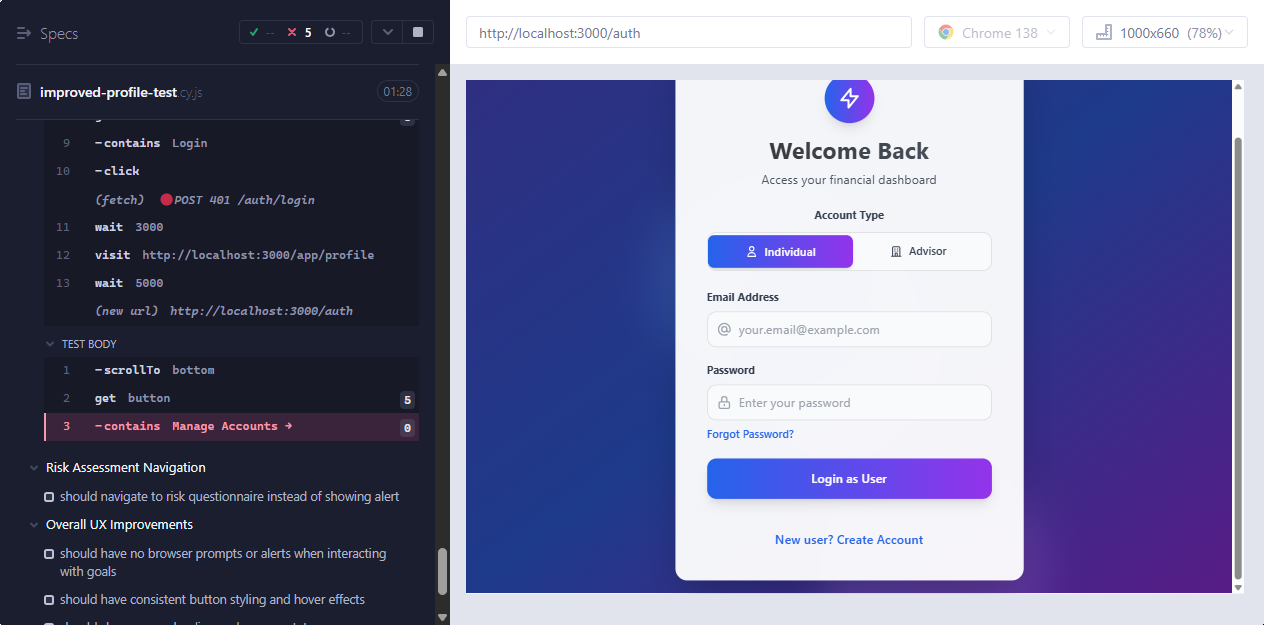 Specs
-- 5 --
improved-profile-test.cy.js
01:28
9 -contains Login
10 -click
(fetch) POST 401 /auth/login
11 wait 3000
12 visit http://localhost:3000/app/profile
13 wait 5000
(new url) http://localhost:3000/auth
TEST BODY
1 -scrollTo bottom
2 get button 5
3 -contains Manage Accounts → 0
Risk Assessment Navigation
should navigate to risk questionnaire instead of showing alert
Overall UX Improvements
should have no browser prompts or alerts when interacting
with goals
should have consistent button styling and hover effects
http://localhost:3000/auth
Chrome 138
1000x660 (78%)
Welcome Back
Access your financial dashboard
Account Type
Individual
Advisor
Email Address
@ your.email@example.com
Password
Enter your password
Forgot Password?
Login as User
New user? Create Account